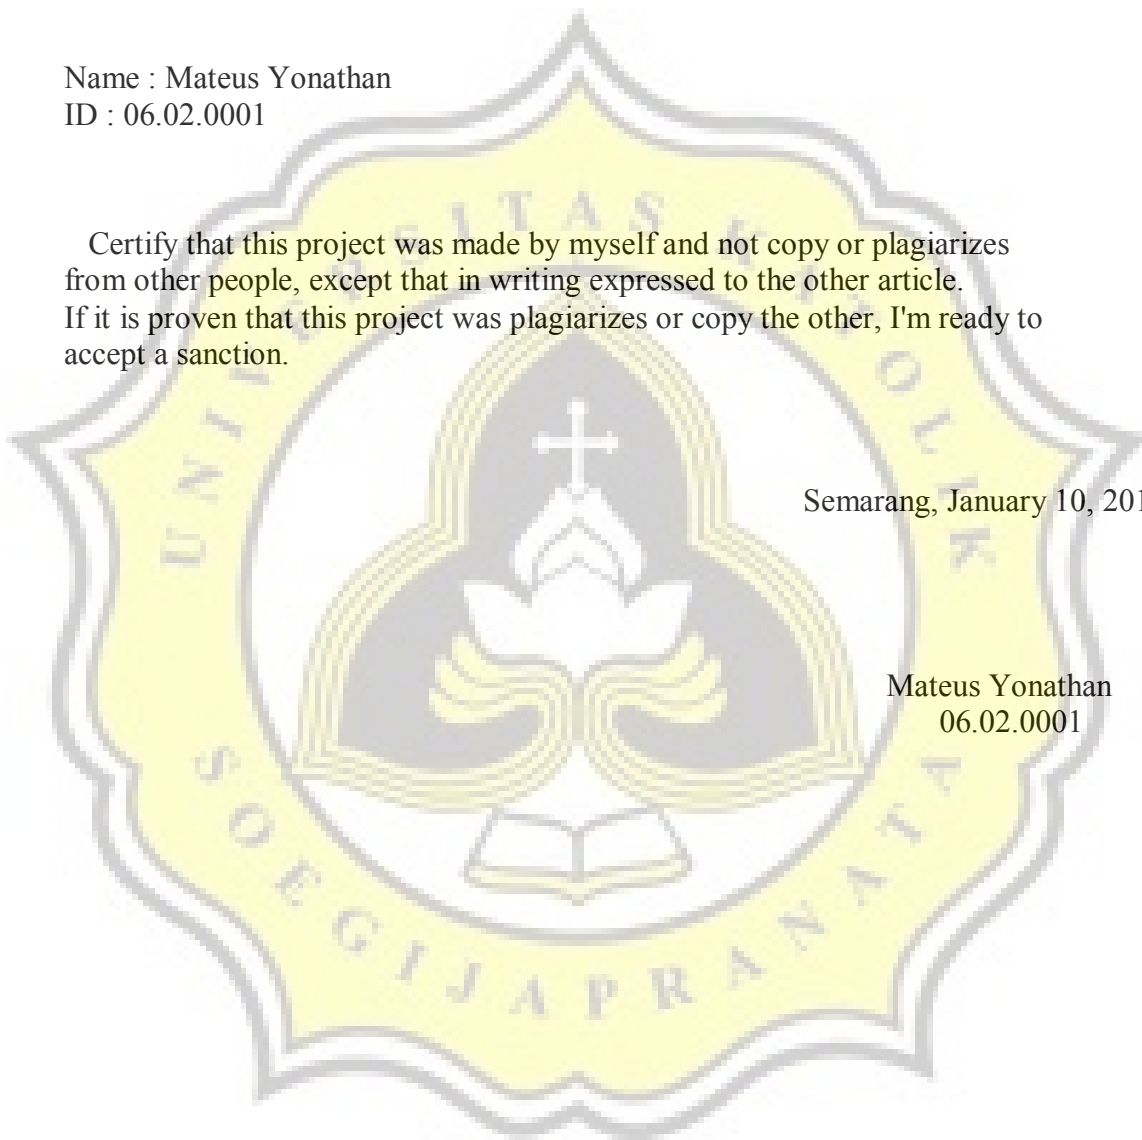 Name : Mateus Yonathan
ID : 06.02.0001
Certify that this project was made by myself and not copy or plagiarizes
from other people, except that in writing expressed to the other article.
If it is proven that this project was plagiarizes or copy the other, I'm ready to
accept a sanction.
Semarang, January 10, 201
Mateus Yonathan
06.02.0001
UNIVERSITAS KATOLIK
SOEGIJAPRANATA